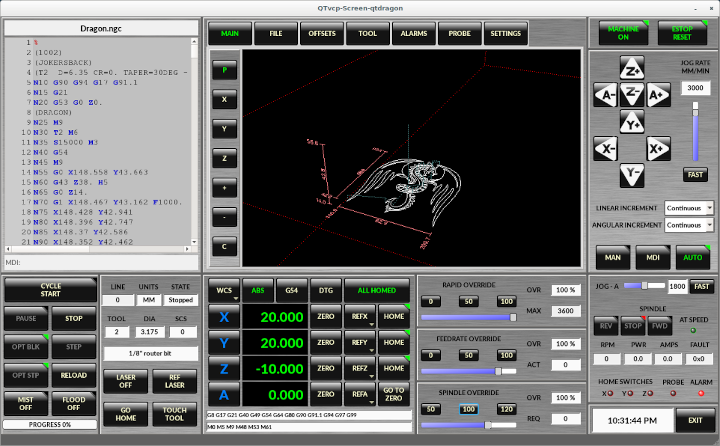 QTvcp-Screen-qtdragon
Dragon.ngc
1 %
2 (1002)
3 (JOKERSBACK)
4 (T2 D=6.35 CR=0. TAPER=30DEG -
5 N10 G90 G94 G17 G91.1
6 N15 G21
7 N20 G53 G0 Z0.
8 (DRAGON)
9 N25 M9
10 N30 T2 M6
11 N35 S15000 M3
12 N40 G54
13 N45 M9
14 N55 G0 X148.558 Y43.663
15 N60 G43 Z38. H5
16 N65 G0 Z14.
17 N70 G1 X148.467 Y43.162 F1000.
18 N75 X148.428 Y42.941
19 N80 X148.396 Y42.747
20 N85 X148.37 Y42.586
21 N90 X148.352 Y42.462
MDI:
MAIN
FILE
OFFSETS
TOOL
ALARMS
PROBE
SETTINGS
P
X
Y
Z
+
-
C
MACHINE ON
ESTOP RESET
JOG RATE
MM/MIN
3000
Z+
A-
Z-
A+
Y+
X-
X+
Y-
FAST
LINEAR INCREMENT Continuous
ANGULAR INCREMENT Continuous
MAN
MDI
AUTO
CYCLE START
PAUSE
STOP
OPT BLK
STEP
OPT STP
RELOAD
MIST OFF
FLOOD OFF
PROGRESS 0%
LINE UNITS STATE
0 MM Stopped
TOOL DIA SCS
2 3.175 0
1/8" router bit
LASER OFF
REF LASER
GO HOME
TOUCH TOOL
WCS
ABS
G54
DTG
ALL HOMED
X 20.000 ZERO REFX HOME
Y 20.000 ZERO REFY HOME
Z -10.000 ZERO REFZ HOME
A 0.000 ZERO REFA GO TO ZERO
G8 G17 G21 G40 G49 G54 G64 G80 G90 G91.1 G94 G97 G99
M0 M5 M9 M48 M53 M61
RAPID OVERRIDE
0 50 100
OVR 100 %
MAX 3600
FEEDRATE OVERRIDE
0 50 100
OVR 100 %
ACT 0
SPINDLE OVERRIDE
50 100 120
OVR 100 %
REQ 0
JOG - A 1800 FAST
SPINDLE
REV STOP FWD
AT SPEED
RPM PWR AMPS FAULT
0 0 0 0x0
HOME SWITCHES PROBE ALARM
X Y Z
10:31:44 PM
EXIT